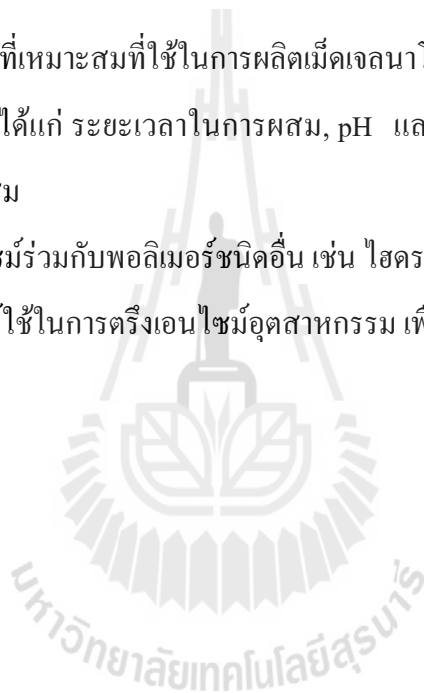 ที่เหมาะสมที่ใช้ในการผลิตเม็ดเจลนาโ
ได้แก่ ระยะเวลาในการผสม, pH แล
สม
ซม์ร่วมกับพอลิเมอร์ชนิดอื่น เช่น ไฮคร
ใช้ในการตรึงเอนไซม์อุตสาหกรรม เพื่
มหาวิทยาลัยเทคโนโลยีสุรนารี